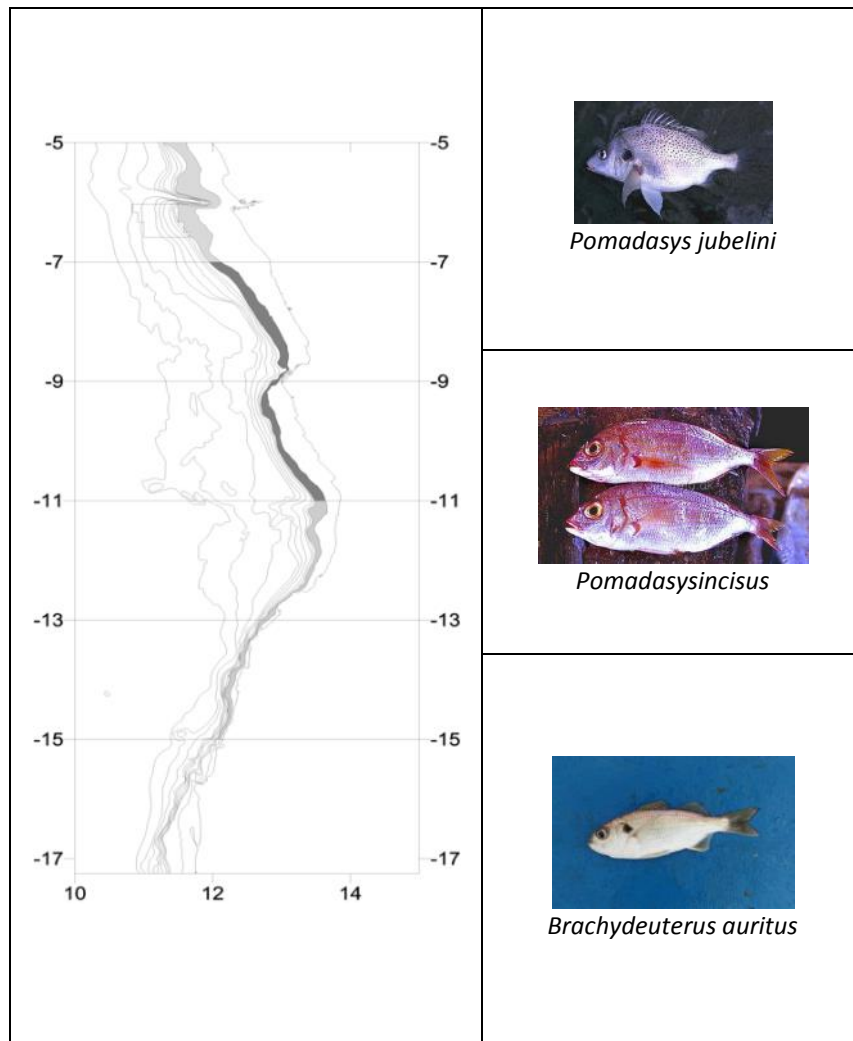 -5 -5
-7 -7
-9 -9
-11 -11
-13 -13
-15 -15
-17 -17
10 12 14
Pomadasys jubelini
Pomadasysincisus
Brachydeuterus auritus